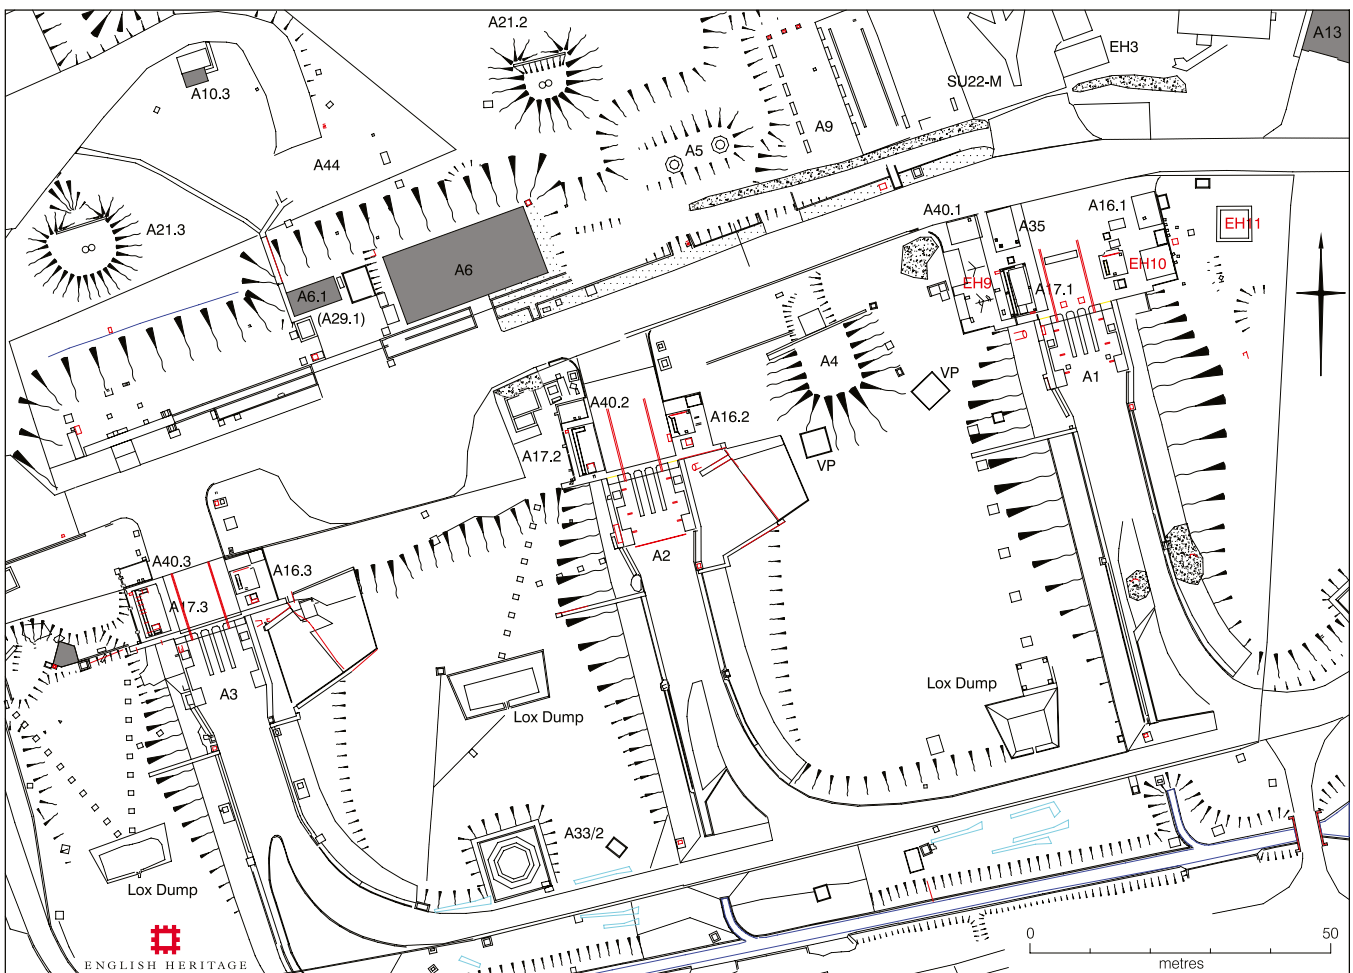 A21.2
A13
EH3
A10.3
SU22-M
A9
A5
A44
A21.3
A40.1
A35
A16.1
EH11
A6
EH10
EH9
A17.1
A6.1
(A29.1)
A4
VP
A1
A40.2
A16.2
A17.2
VP
A2
A40.3
A16.3
A17.3
A3
Lox Dump
Lox Dump
A33/2
Lox Dump
0
50
metres
ENGLISH HERITAGE